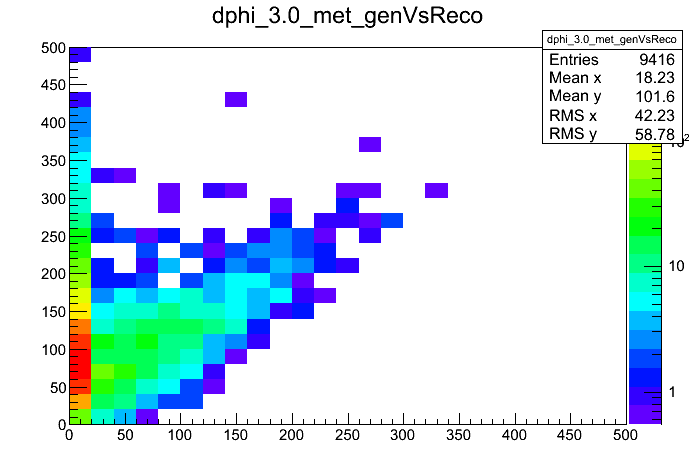 dphi_3.0_met_genVsReco
dphi_3.0_met_genVsReco
Entries 9416
Mean x 18.23
Mean y 101.6
RMS x 42.23
RMS y 58.78
500
450
400
350
300
250
200
150
100
50
0
0 50 100 150 200 250 300 350 400 450 500
10
1